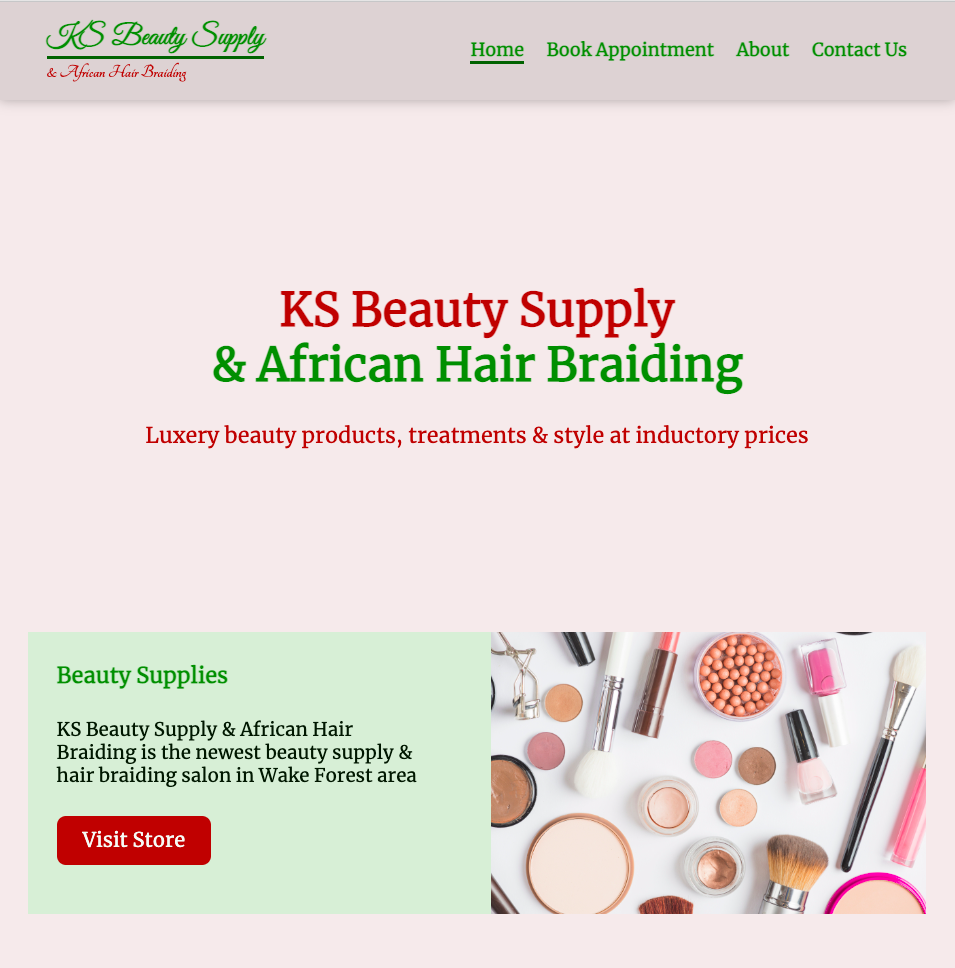 KS Beauty Supply
& African Hair Braiding
Home Book Appointment About Contact Us
KS Beauty Supply
& African Hair Braiding
Luxery beauty products, treatments & style at inductory prices
Beauty Supplies
KS Beauty Supply & African Hair
Braiding is the newest beauty supply &
hair braiding salon in Wake Forest area
Visit Store